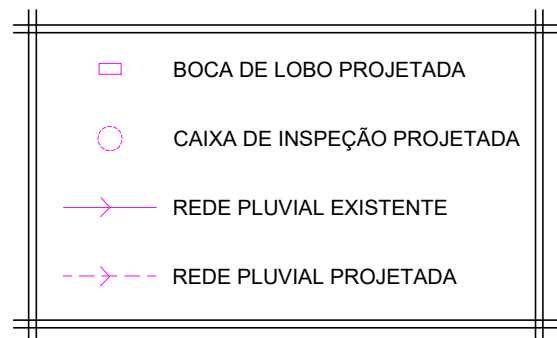 BOCA DE LOBO PROJETADA
CAIXA DE INSPEÇÃO PROJETADA
REDE PLUVIAL EXISTENTE
REDE PLUVIAL PROJETADA